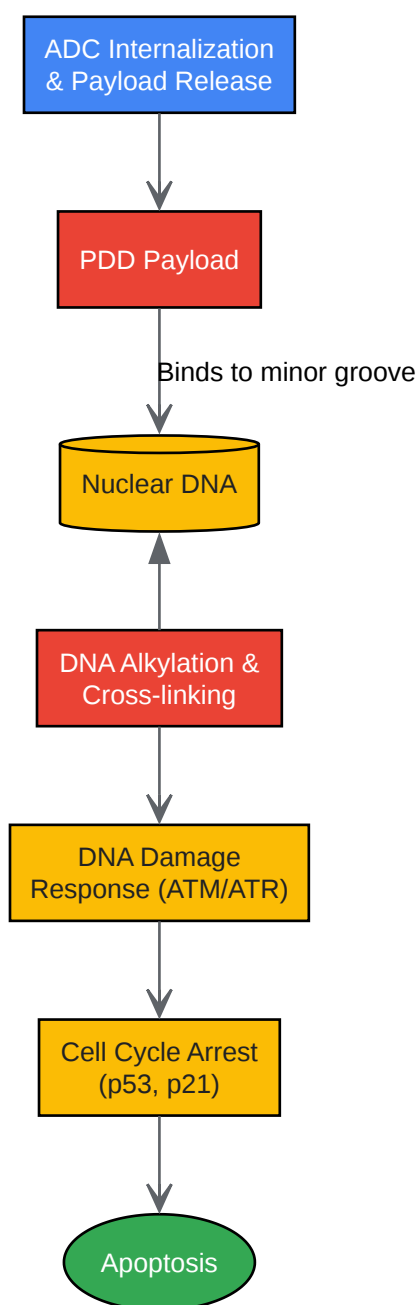 ADC Internalization
& Payload Release
PDD Payload
Binds to minor groove
Nuclear DNA
DNA Alkylation &
Cross-linking
DNA Damage
Response (ATM/ATR)
Cell Cycle Arrest
(p53, p21)
Apoptosis